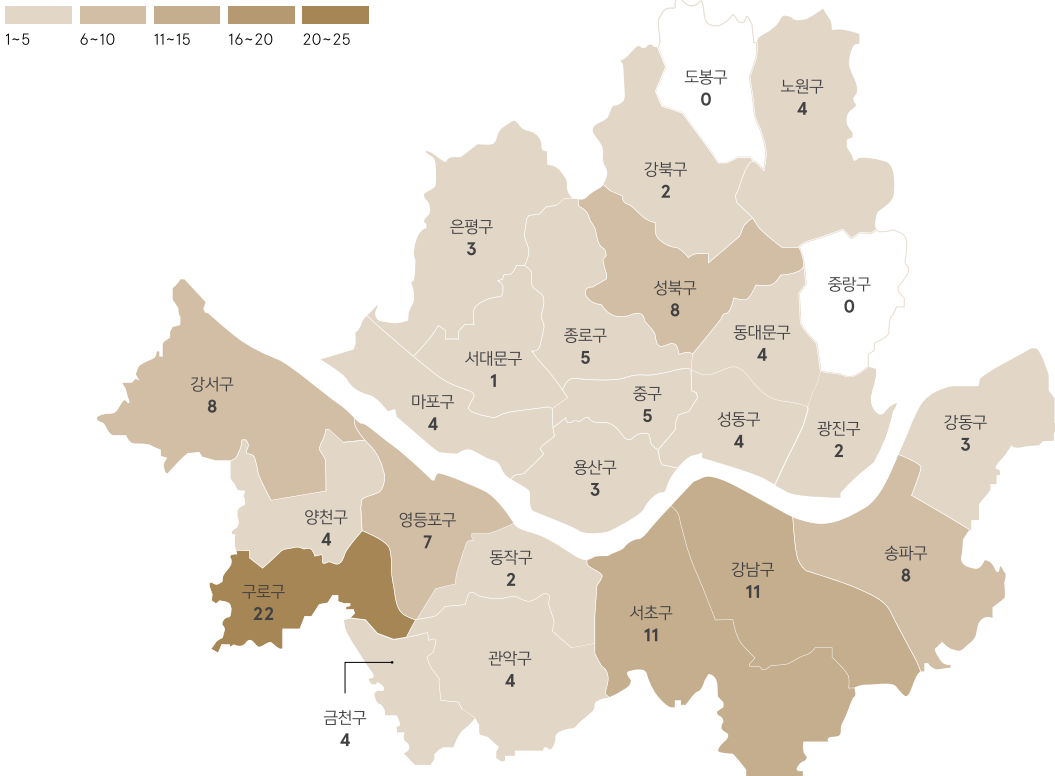 1~5 6~10 11~15 16~20 20~25
도봉구
0
노원구
4
강북구
2
은평구
3
성북구
8
중랑구
0
종로구
5
동대문구
4
서대문구
1
강서구
8
마포구
4
중구
5
성동구
4
광진구
2
강동구
3
용산구
3
양천구
4
영등포구
7
동작구
2
송파구
8
강남구
11
구로구
22
서초구
11
관악구
4
금천구
4